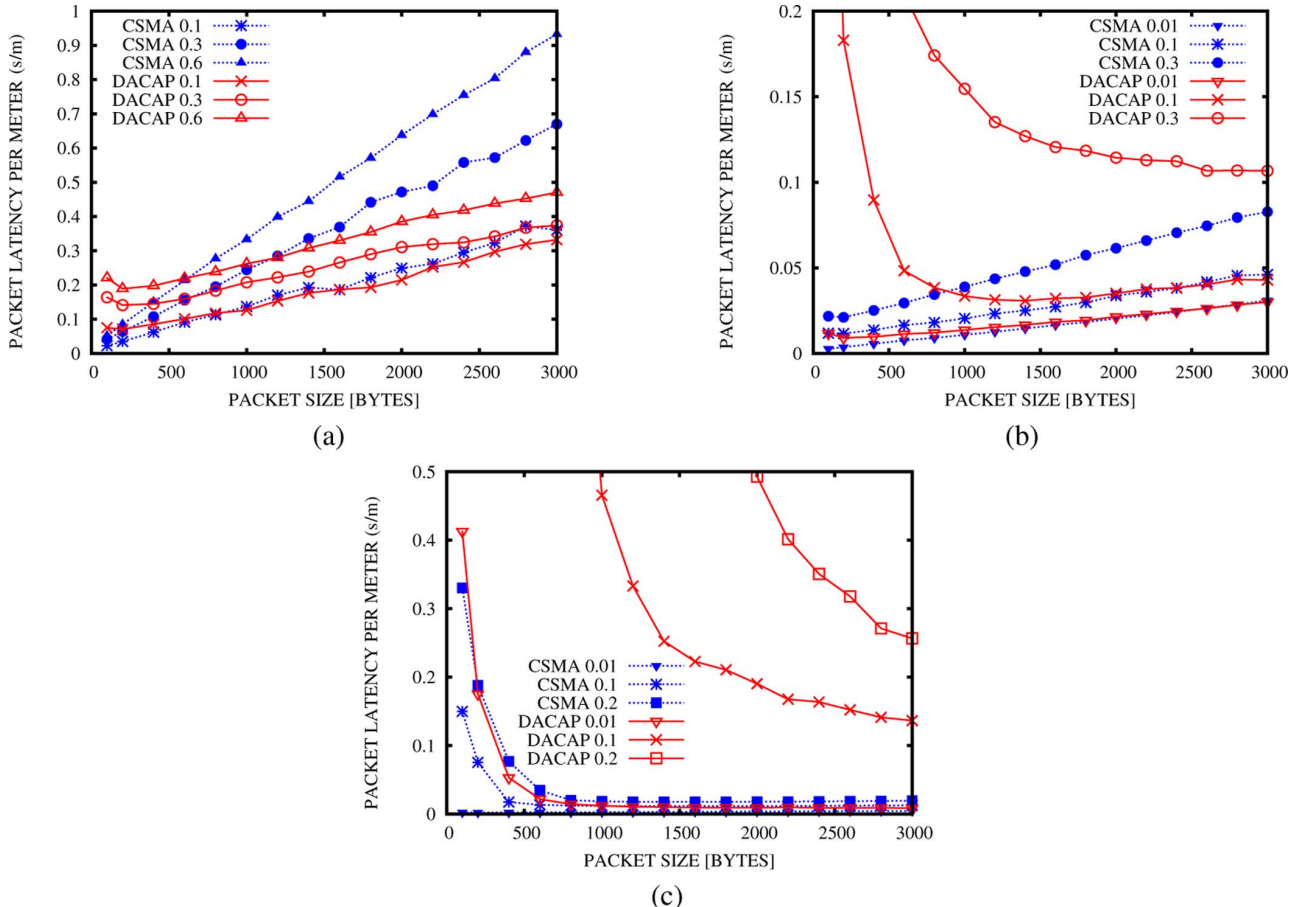 PACKET LATENCY PER METER (s/m)
1
0.9
0.8
0.7
0.6
0.5
0.4
0.3
0.2
0.1
0
CSMA 0.1
CSMA 0.3
CSMA 0.6
DACAP 0.1
DACAP 0.3
DACAP 0.6
0 500 1000 1500 2000 2500 3000
PACKET SIZE [BYTES]
(a)
PACKET LATENCY PER METER (s/m)
0.2
0.15
0.1
0.05
0
CSMA 0.01
CSMA 0.1
CSMA 0.3
DACAP 0.01
DACAP 0.1
DACAP 0.3
0 500 1000 1500 2000 2500 3000
PACKET SIZE [BYTES]
(b)
PACKET LATENCY PER METER (s/m)
0.5
0.4
0.3
0.2
0.1
0
CSMA 0.01
CSMA 0.1
CSMA 0.2
DACAP 0.01
DACAP 0.1
DACAP 0.2
0 500 1000 1500 2000 2500 3000
PACKET SIZE [BYTES]
(c)